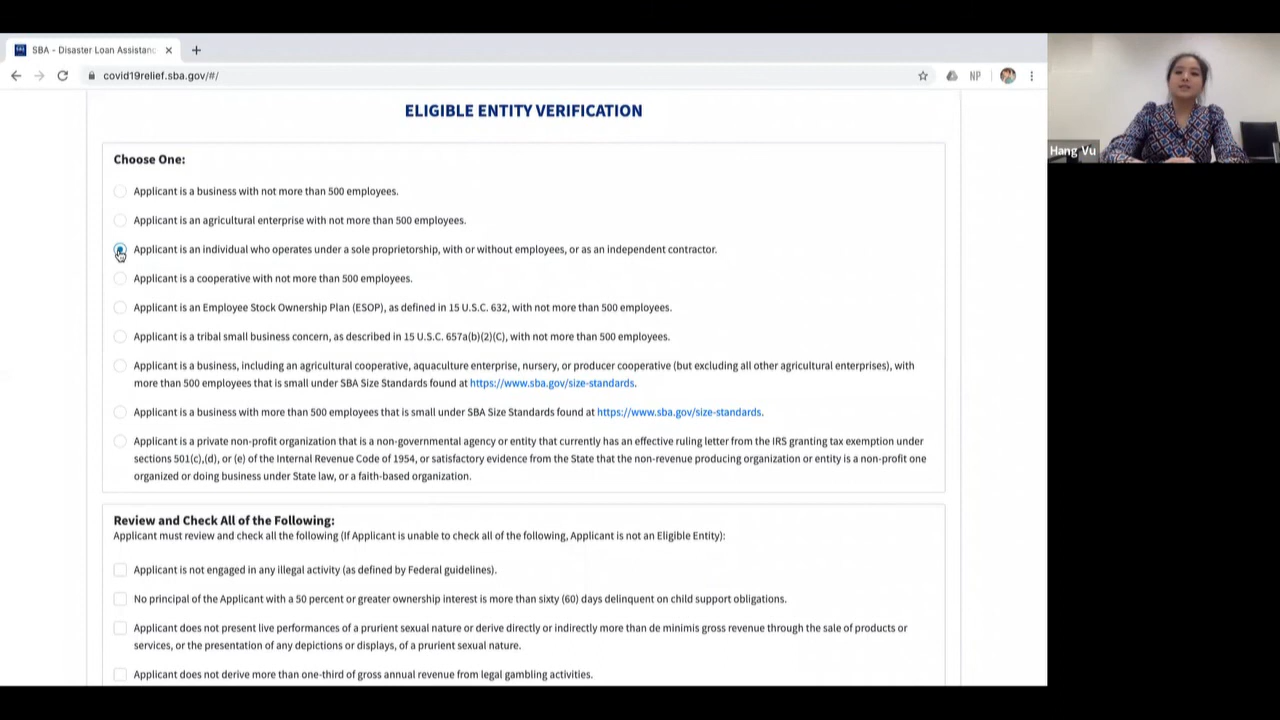 SBA - Disaster Loan Assistanc
covid19relief.sba.gov/#/
NP
ELIGIBLE ENTITY VERIFICATION
Choose One:
Applicant is a business with not more than 500 employees.
Applicant is an agricultural enterprise with not more than 500 employees.
Applicant is an individual who operates under a sole proprietorship, with or without employees, or as an independent contractor.
Applicant is a cooperative with not more than 500 employees.
Applicant is an Employee Stock Ownership Plan (ESOP), as defined in 15 U.S.C. 632, with not more than 500 employees.
Applicant is a tribal small business concern, as described in 15 U.S.C. 657a(b)(2)(C), with not more than 500 employees.
Applicant is a business, including an agricultural cooperative, aquaculture enterprise, nursery, or producer cooperative (but excluding all other agricultural enterprises), with
more than 500 employees that is small under SBA Size Standards found at https://www.sba.gov/size-standards.
Applicant is a business with more than 500 employees that is small under SBA Size Standards found at https://www.sba.gov/size-standards.
Applicant is a private non-profit organization that is a non-governmental agency or entity that currently has an effective ruling letter from the IRS granting tax exemption under
sections 501(c),(d), or (e) of the Internal Revenue Code of 1954, or satisfactory evidence from the State that the non-revenue producing organization or entity is a non-profit one
organized or doing business under State law, or a faith-based organization.
Review and Check All of the Following:
Applicant must review and check all the following (If Applicant is unable to check all of the following, Applicant is not an Eligible Entity):
Applicant is not engaged in any illegal activity (as defined by Federal guidelines).
No principal of the Applicant with a 50 percent or greater ownership interest is more than sixty (60) days delinquent on child support obligations.
Applicant does not present live performances of a prurient sexual nature or derive directly or indirectly more than de minimis gross revenue through the sale of products or
services, or the presentation of any depictions or displays, of a prurient sexual nature.
Applicant does not derive more than one-third of gross annual revenue from legal gambling activities.
Hang Vu